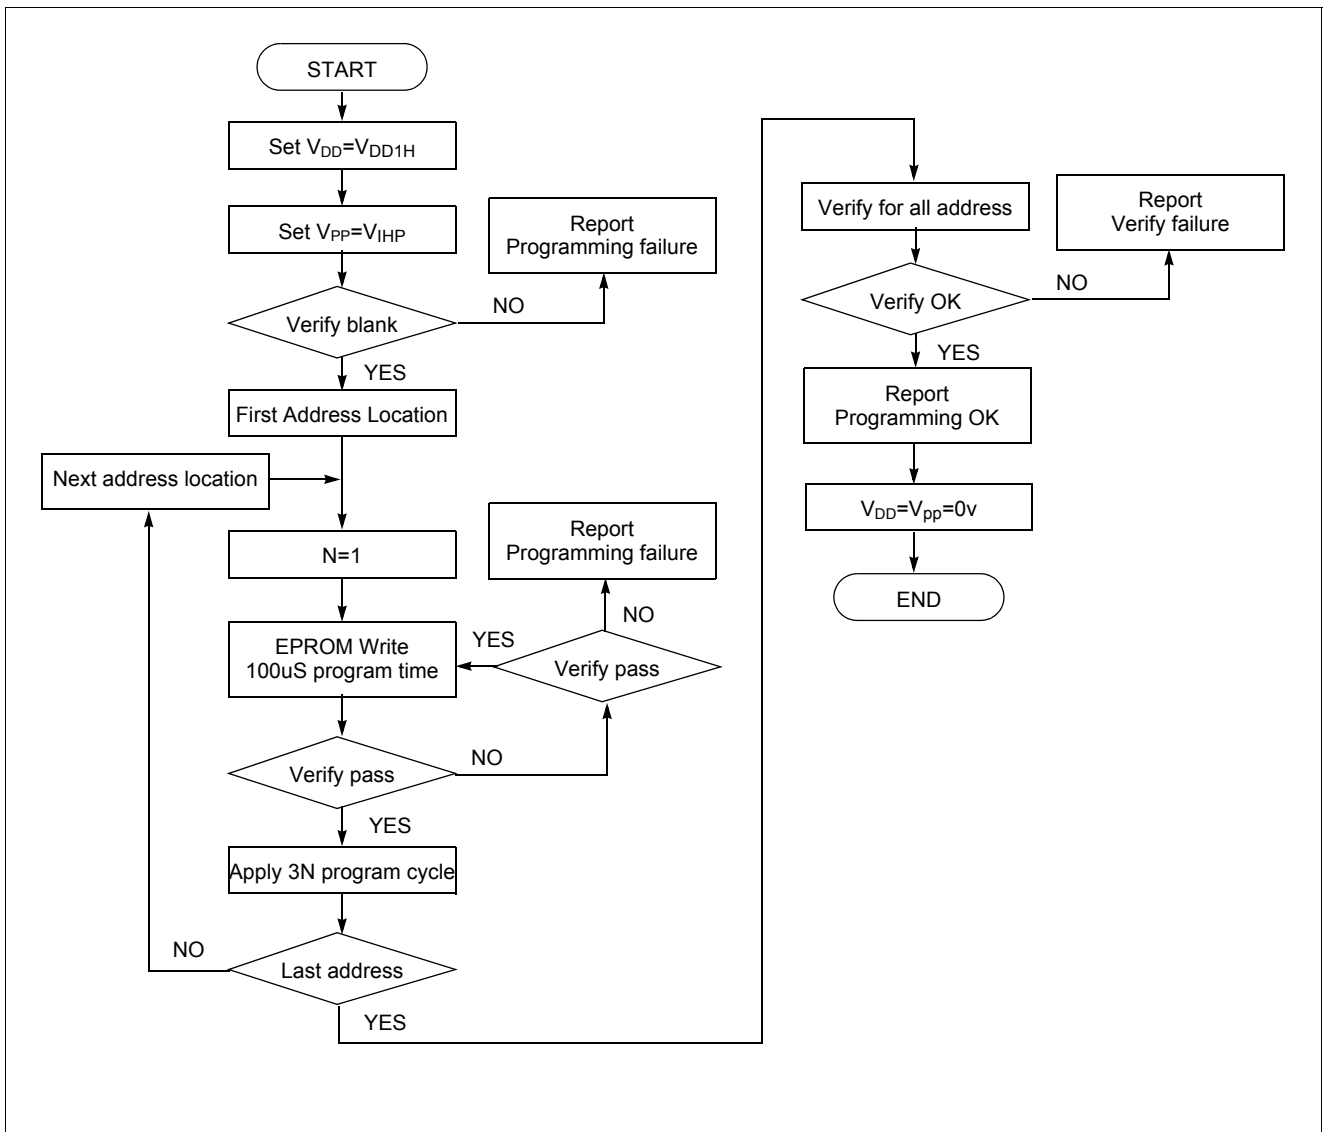 START
Set VDD=VDD1H
Set VPP=VIHP
Report
Programming failure
Verify blank
NO
YES
First Address Location
Next address location
N=1
Report
Programming failure
EPROM Write
100uS program time
YES
NO
Verify pass
Verify pass
NO
YES
Apply 3N program cycle
NO
Last address
YES
Verify for all address
Report
Verify failure
Verify OK
NO
YES
Report
Programming OK
VDD=Vpp=0v
END